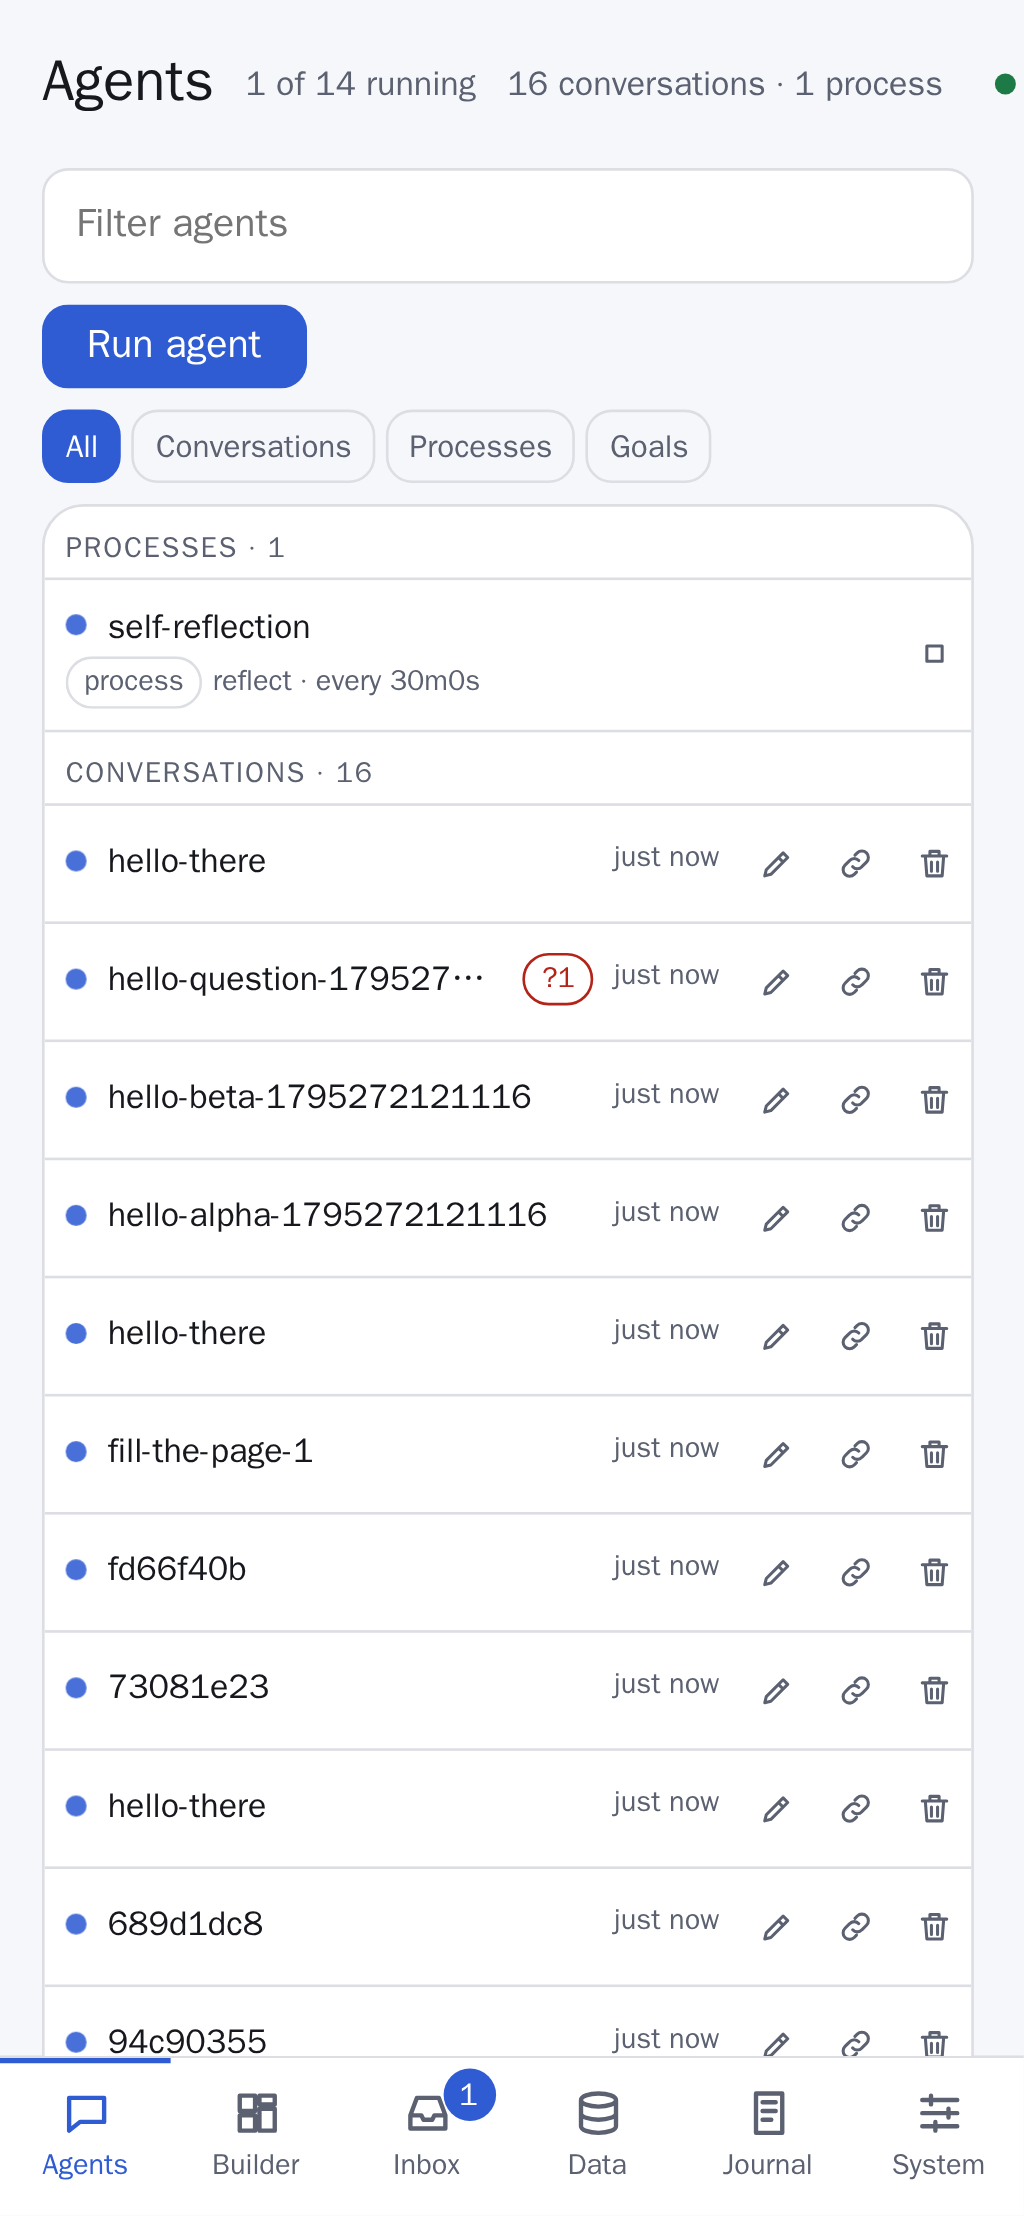 Agents 1 of 14 running 16 conversations · 1 process
Filter agents
Run agent
All Conversations Processes Goals
PROCESSES · 1
self-reflection
process reflect · every 30m0s
CONVERSATIONS · 16
hello-there just now
hello-question-179527··· ?1 just now
hello-beta-1795272121116 just now
hello-alpha-1795272121116 just now
hello-there just now
fill-the-page-1 just now
fd66f40b just now
73081e23 just now
hello-there just now
689d1dc8 just now
94c90355 just now
1
Agents Builder Inbox Data Journal System